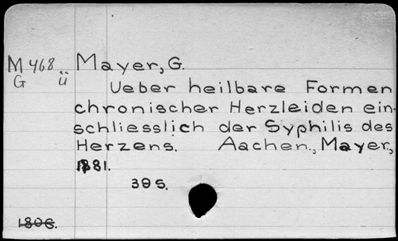 M 468 Mayer, G.
G ü
Ueber heilbare Formen
chronischer Herzleiden ein-
schliesslich der Syphilis des
Herzens. Aachen., Mayer,
1881.
39 S.
1806.